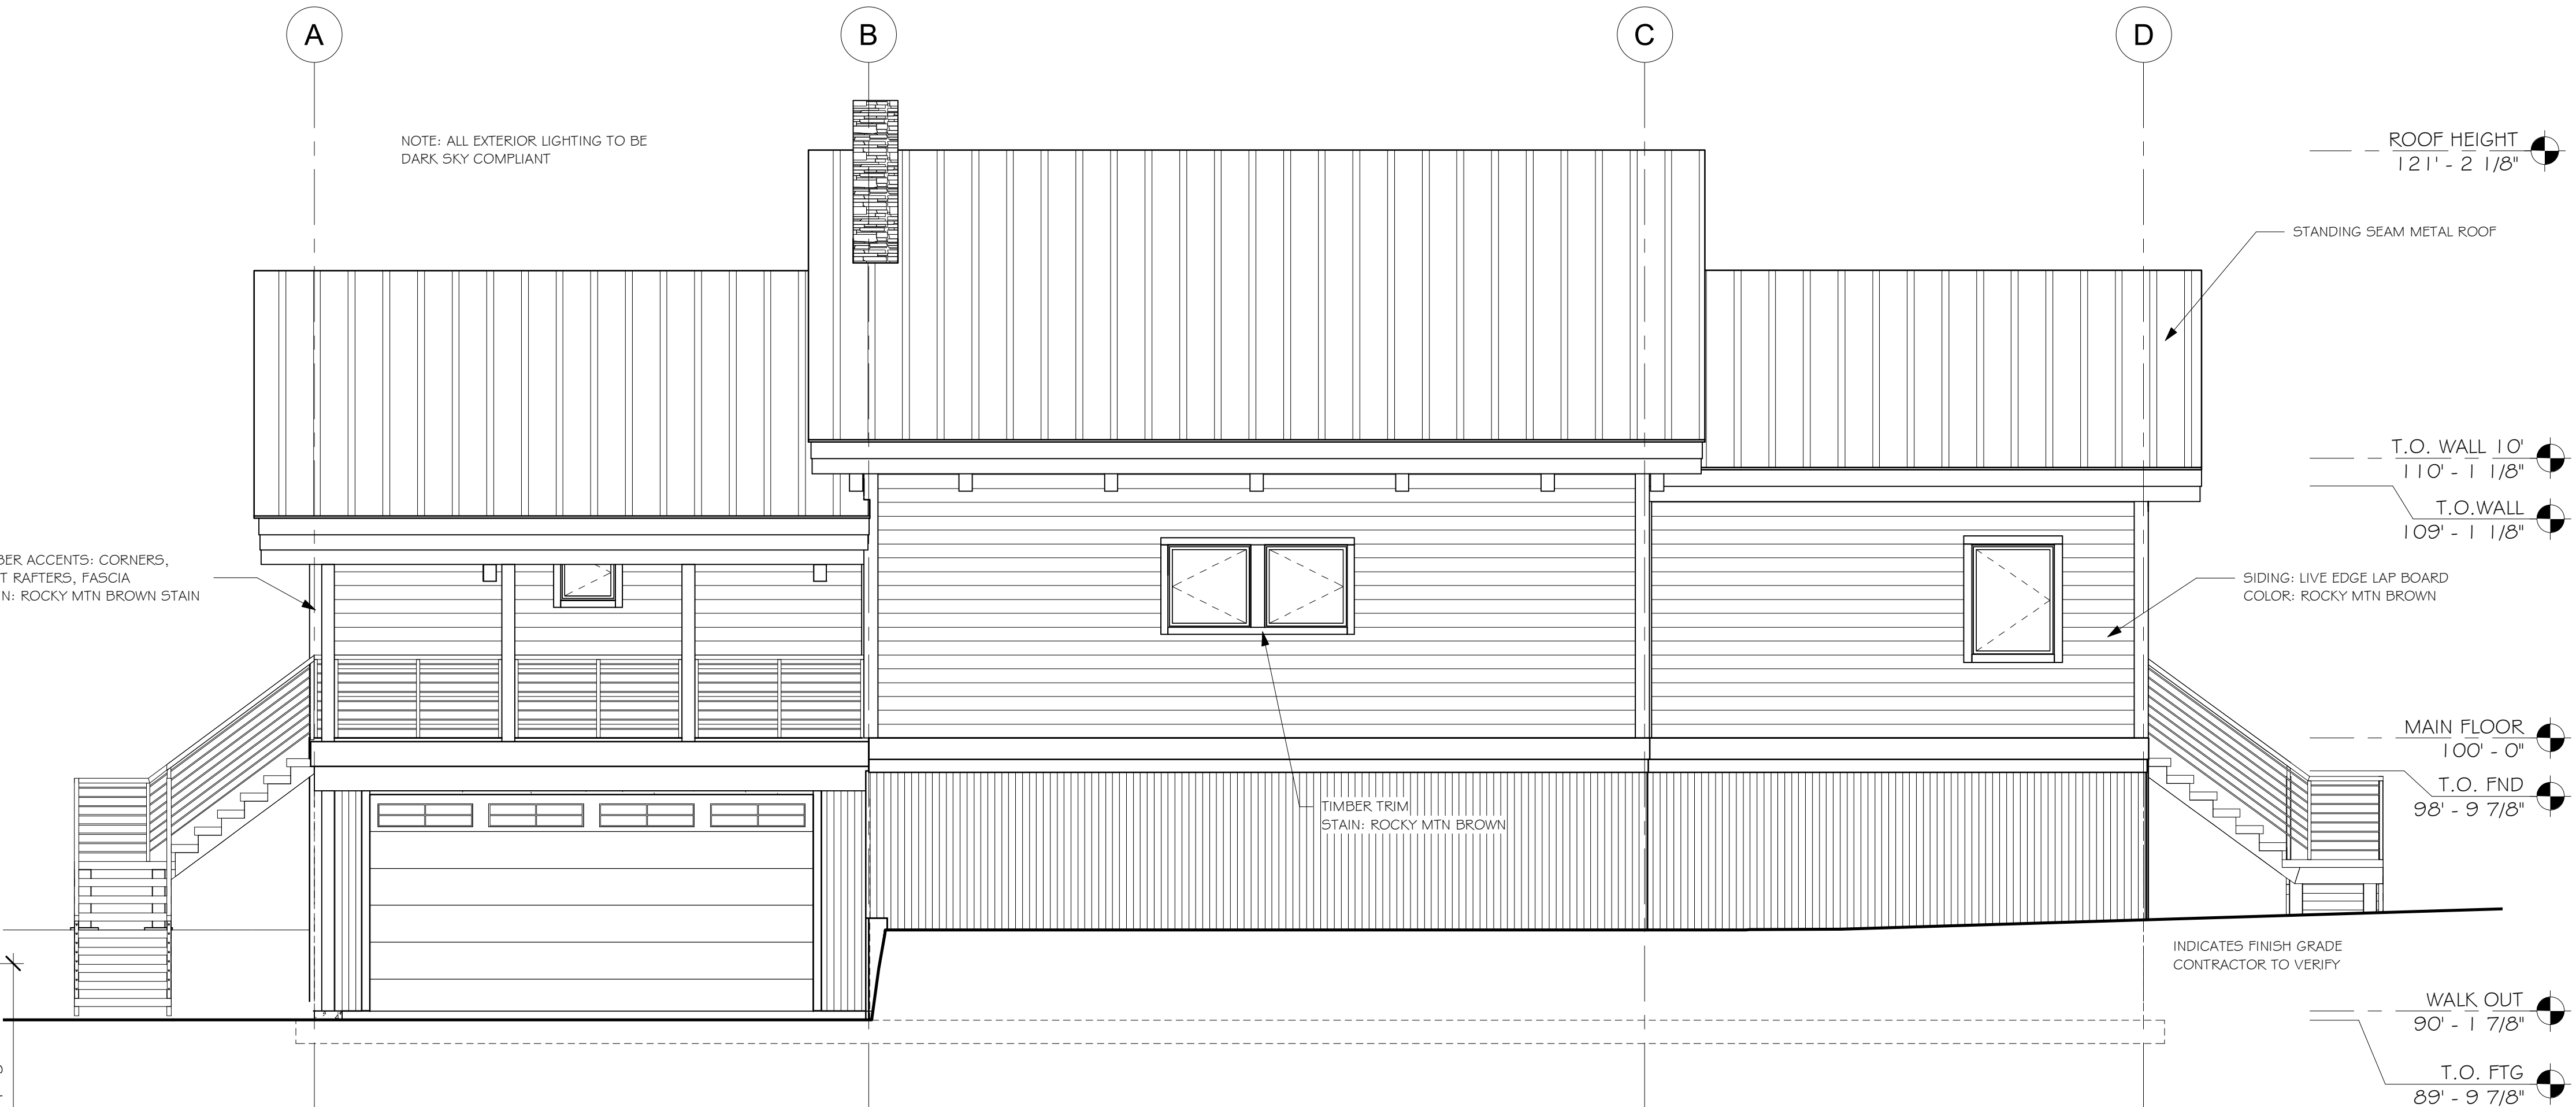 A
B
C
D
NOTE: ALL EXTERIOR LIGHTING TO BE
DARK SKY COMPLIANT
ROOF HEIGHT
121' - 2 1/8"
STANDING SEAM METAL ROOF
T.O. WALL 10'
110' - 1 1/8"
T.O.WALL
109' - 1 1/8"
BER ACCENTS: CORNERS,
T RAFTERS, FASCIA
N: ROCKY MTN BROWN STAIN
SIDING: LIVE EDGE LAP BOARD
COLOR: ROCKY MTN BROWN
MAIN FLOOR
100' - 0"
T.O. FND
98' - 9 7/8"
TIMBER TRIM
STAIN: ROCKY MTN BROWN
INDICATES FINISH GRADE
CONTRACTOR TO VERIFY
WALK OUT
90' - 1 7/8"
T.O. FTG
89' - 9 7/8"